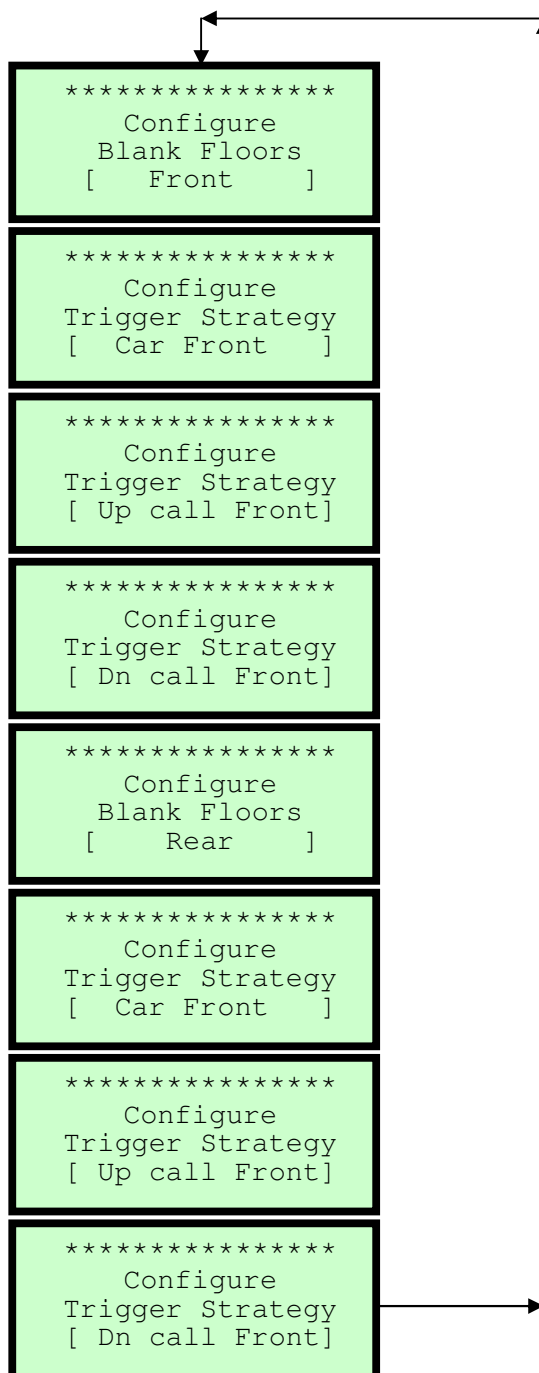 ****************
Configure
Blank Floors
[   Front    ]
****************
Configure
Trigger Strategy
[  Car Front   ]
****************
Configure
Trigger Strategy
[ Up call Front]
****************
Configure
Trigger Strategy
[ Dn call Front]
****************
Configure
Blank Floors
[    Rear    ]
****************
Configure
Trigger Strategy
[  Car Front   ]
****************
Configure
Trigger Strategy
[ Up call Front]
****************
Configure
Trigger Strategy
[ Dn call Front]